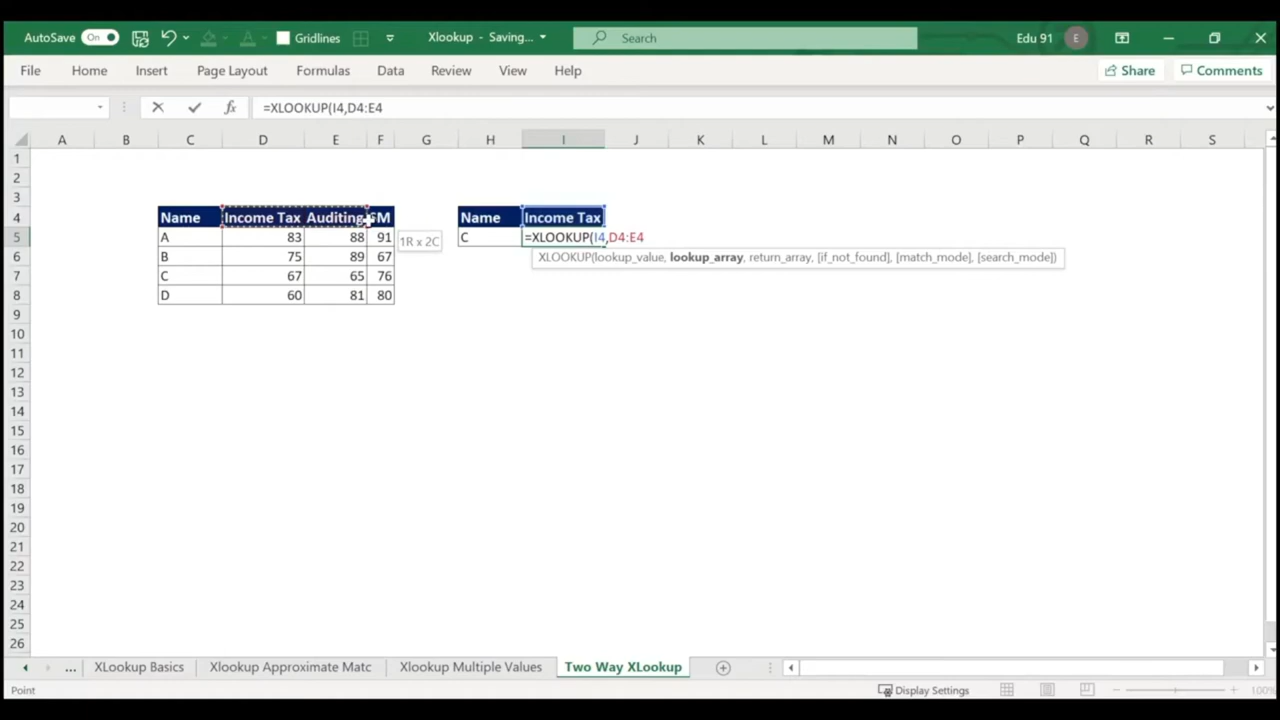 AutoSave On Gridlines Xlookup - Saving... Search Edu 91 E
File Home Insert Page Layout Formulas Data Review View Help Share Comments
fx =XLOOKUP(I4,D4:E4
A B C D E F G H I J K L M N O P Q R S
1
2
3
4 Name Income Tax Auditing FM Name Income Tax
5 A 83 88 91 1R x 2C C =XLOOKUP(I4,D4:E4
6 B 75 89 67 XLOOKUP(lookup_value, lookup_array, return_array, [if_not_found], [match_mode], [search_mode])
7 C 67 65 76
8 D 60 81 80
9
10
11
12
13
14
15
16
17
18
19
20
21
22
23
24
25
26
... XLookup Basics Xlookup Approximate Matc Xlookup Multiple Values Two Way XLookup
Point Display Settings 100%